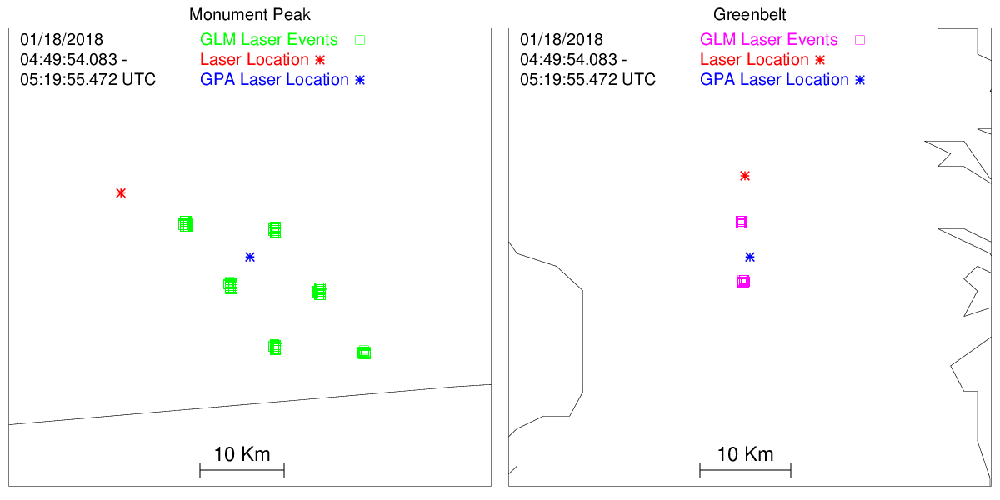 Monument Peak
01/18/2018 GLM Laser Events
04:49:54.083 - Laser Location
05:19:55.472 UTC GPA Laser Location
10 Km
Greenbelt
01/18/2018 GLM Laser Events
04:49:54.083 - Laser Location
05:19:55.472 UTC GPA Laser Location
10 Km